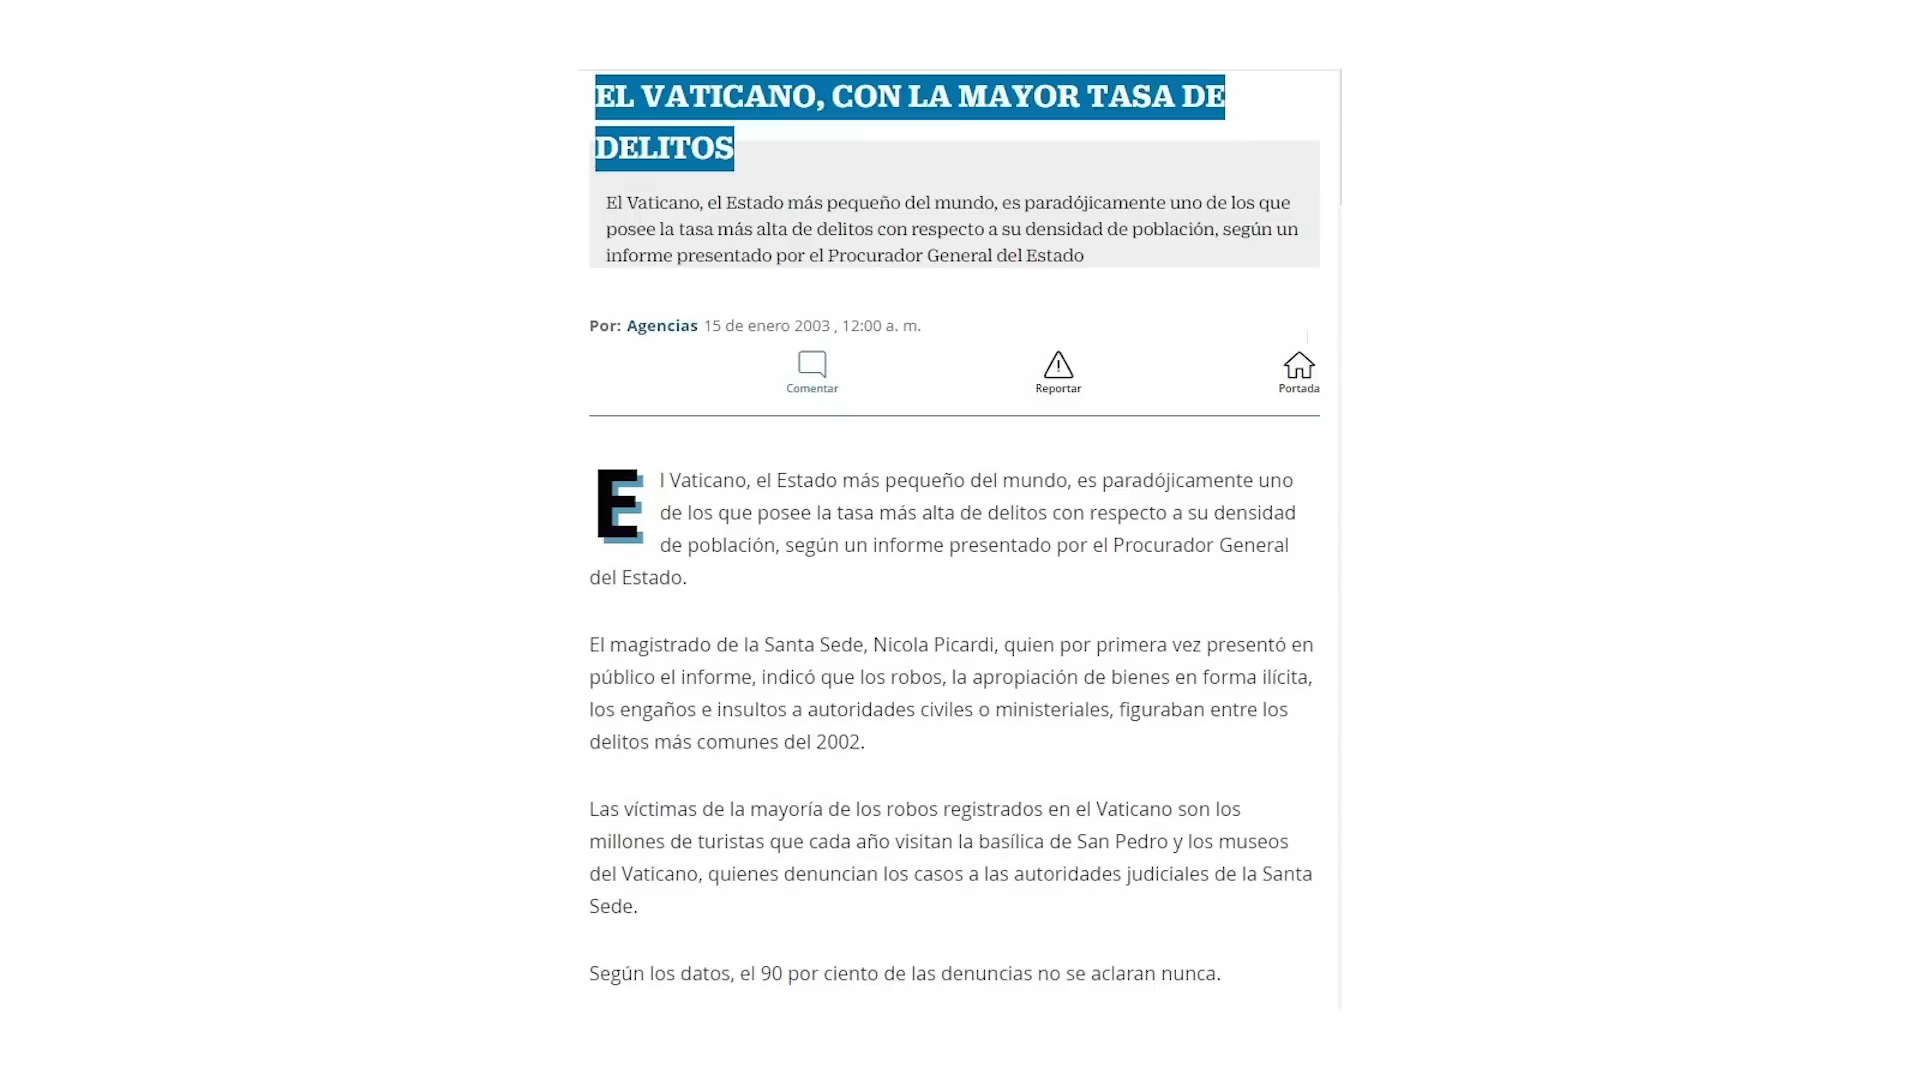 EL VATICANO, CON LA MAYOR TASA DE
DELITOS
El Vaticano, el Estado más pequeño del mundo, es paradójicamente uno de los que
posee la tasa más alta de delitos con respecto a su densidad de población, según un
informe presentado por el Procurador General del Estado
Por: Agencias 15 de enero 2003 , 12:00 a. m.
Comentar
Reportar
Portada
El Vaticano, el Estado más pequeño del mundo, es paradójicamente uno
de los que posee la tasa más alta de delitos con respecto a su densidad
de población, según un informe presentado por el Procurador General
del Estado.
El magistrado de la Santa Sede, Nicola Picardi, quien por primera vez presentó en
público el informe, indicó que los robos, la apropiación de bienes en forma ilícita,
los engaños e insultos a autoridades civiles o ministeriales, figuraban entre los
delitos más comunes del 2002.
Las víctimas de la mayoría de los robos registrados en el Vaticano son los
millones de turistas que cada año visitan la basílica de San Pedro y los museos
del Vaticano, quienes denuncian los casos a las autoridades judiciales de la Santa
Sede.
Según los datos, el 90 por ciento de las denuncias no se aclaran nunca.